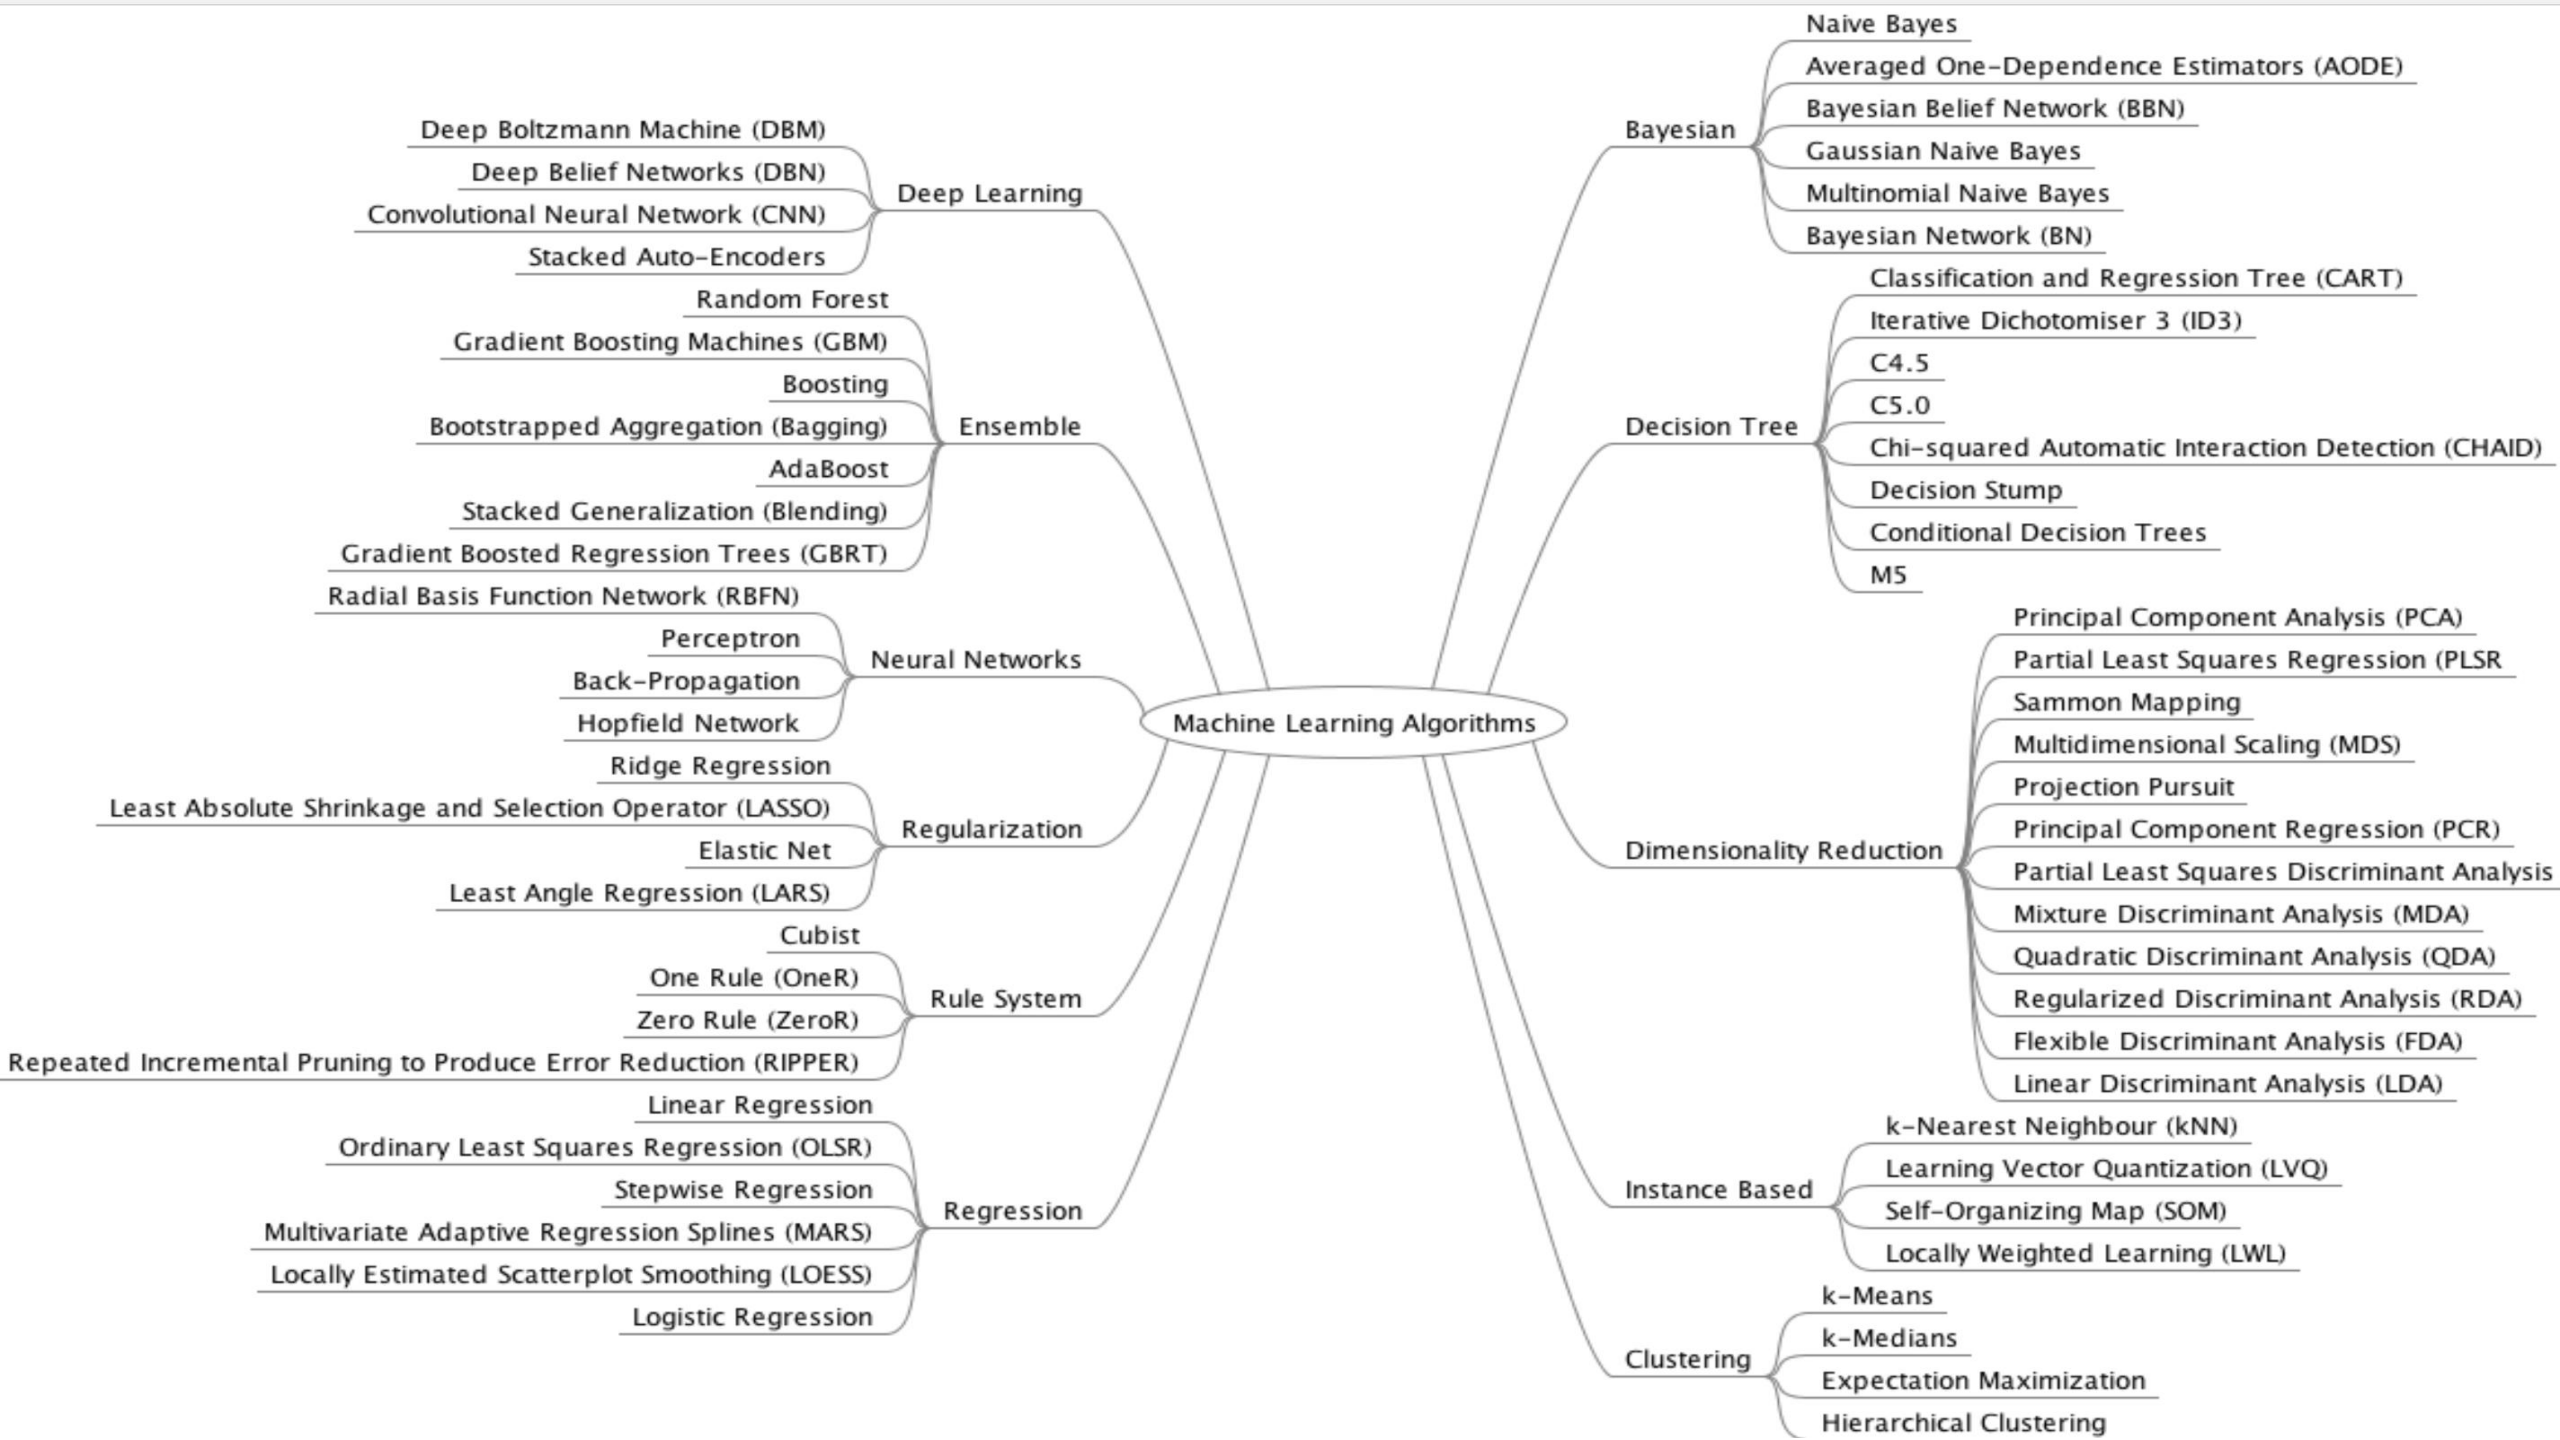 Deep Boltzmann Machine (DBM)
Deep Belief Networks (DBN)
Convolutional Neural Network (CNN)
Stacked Auto-Encoders
Deep Learning
Random Forest
Gradient Boosting Machines (GBM)
Boosting
Bootstrapped Aggregation (Bagging)
AdaBoost
Stacked Generalization (Blending)
Gradient Boosted Regression Trees (GBRT)
Ensemble
Radial Basis Function Network (RBFN)
Perceptron
Back-Propagation
Hopfield Network
Neural Networks
Ridge Regression
Least Absolute Shrinkage and Selection Operator (LASSO)
Elastic Net
Least Angle Regression (LARS)
Regularization
Cubist
One Rule (OneR)
Zero Rule (ZeroR)
Repeated Incremental Pruning to Produce Error Reduction (RIPPER)
Rule System
Linear Regression
Ordinary Least Squares Regression (OLSR)
Stepwise Regression
Multivariate Adaptive Regression Splines (MARS)
Locally Estimated Scatterplot Smoothing (LOESS)
Logistic Regression
Regression
Machine Learning Algorithms
Bayesian
Naive Bayes
Averaged One-Dependence Estimators (AODE)
Bayesian Belief Network (BBN)
Gaussian Naive Bayes
Multinomial Naive Bayes
Bayesian Network (BN)
Decision Tree
Classification and Regression Tree (CART)
Iterative Dichotomiser 3 (ID3)
C4.5
C5.0
Chi-squared Automatic Interaction Detection (CHAID)
Decision Stump
Conditional Decision Trees
M5
Dimensionality Reduction
Principal Component Analysis (PCA)
Partial Least Squares Regression (PLSR
Sammon Mapping
Multidimensional Scaling (MDS)
Projection Pursuit
Principal Component Regression (PCR)
Partial Least Squares Discriminant Analysis
Mixture Discriminant Analysis (MDA)
Quadratic Discriminant Analysis (QDA)
Regularized Discriminant Analysis (RDA)
Flexible Discriminant Analysis (FDA)
Linear Discriminant Analysis (LDA)
Instance Based
k-Nearest Neighbour (kNN)
Learning Vector Quantization (LVQ)
Self-Organizing Map (SOM)
Locally Weighted Learning (LWL)
Clustering
k-Means
k-Medians
Expectation Maximization
Hierarchical Clustering